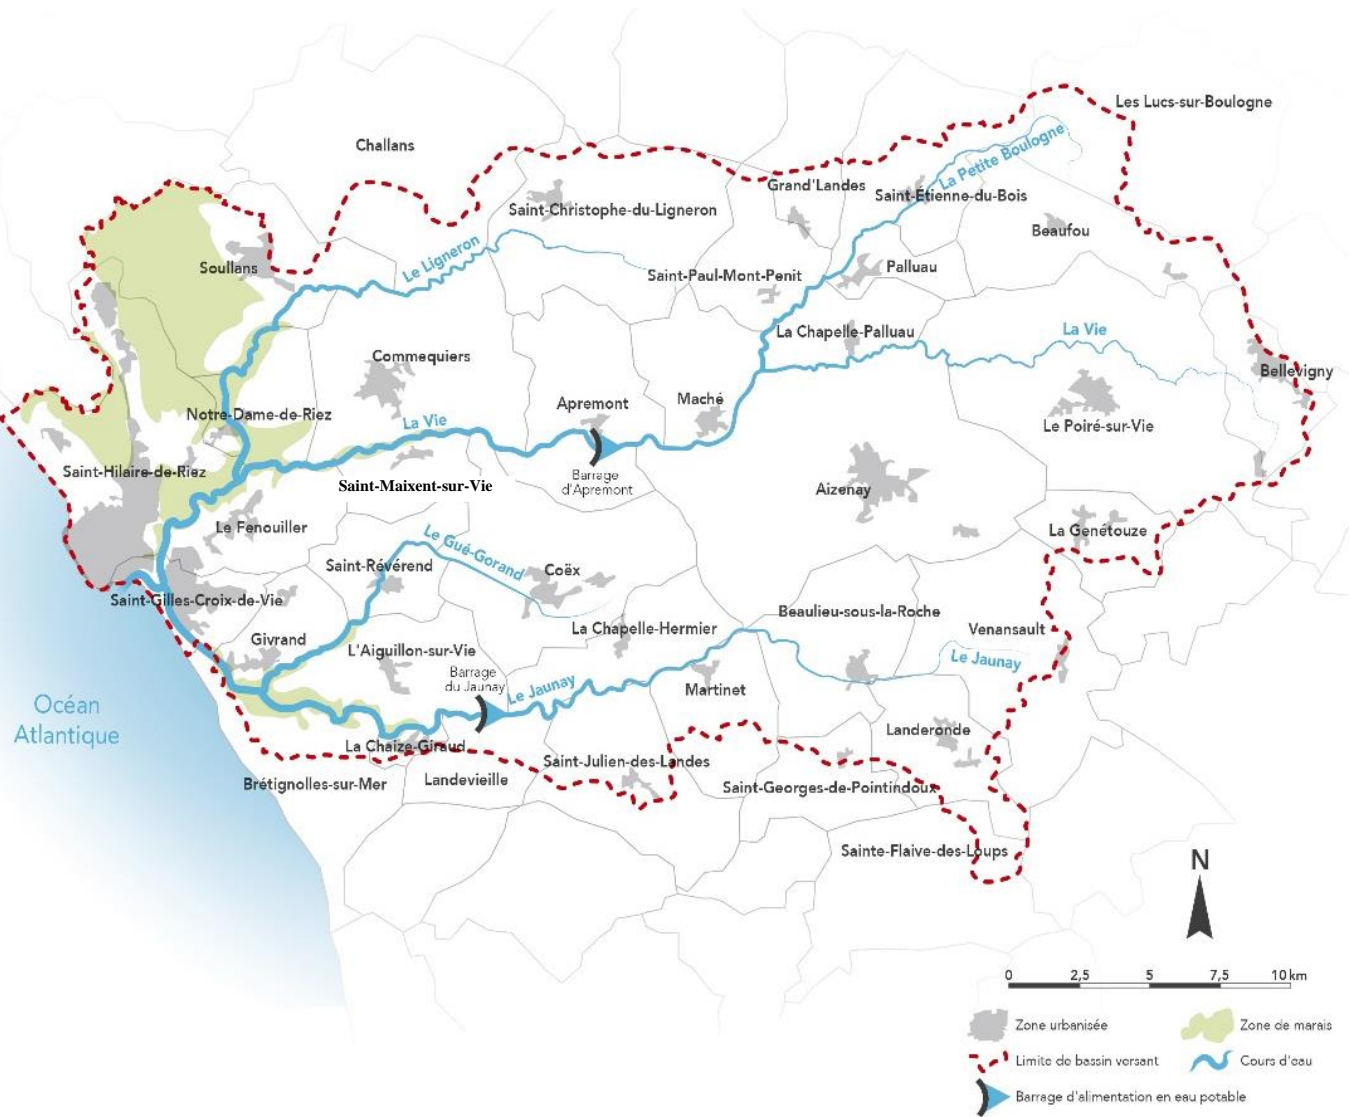 Les Lucs-sur-Boulogne
Challans
La Petite Boulogne
Grand'Landes
Saint-Étienne-du-Bois
Saint-Christophe-du-Ligneron
Beaufou
Le Ligneron
Soullans
Palluau
Saint-Paul-Mont-Penit
La Chapelle-Palluau
La Vie
Commequiers
Bellevigny
Apremont
Maché
Notre-Dame-de-Riez
La Vie
Le Poiré-sur-Vie
Saint-Hilaire-de-Riez
Barrage
d'Apremont
Saint-Maixent-sur-Vie
Aizenay
Le Fenouiller
La Genétouze
Le Gué-Gorand
Saint-Révérend
Coëx
Saint-Gilles-Croix-de-Vie
Beaulieu-sous-la-Roche
La Chapelle-Hermier
Venansault
Givrand
L'Aiguillon-sur-Vie
Le Jaunay
Barrage
du Jaunay
Le Jaunay
Martinet
Océan
Atlantique
Landeronde
La Chaize-Giraud
Saint-Julien-des-Landes
Brétignolles-sur-Mer
Landevieille
Saint-Georges-de-Pointindoux
Sainte-Flaive-des-Loups
N
0 2,5 5 7,5 10 km
Zone urbanisée
Zone de marais
Limite de bassin versant
Cours d'eau
Barrage d'alimentation en eau potable